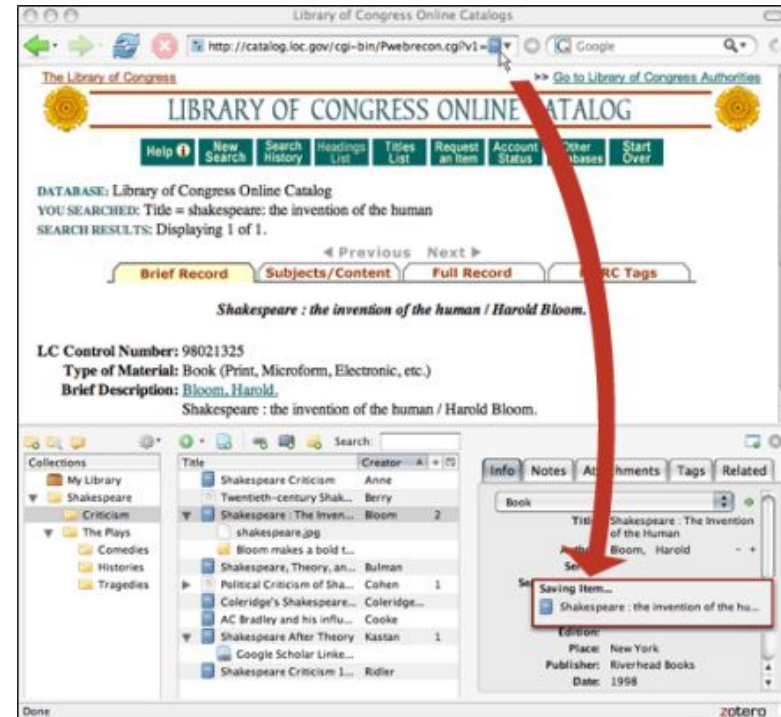 Library of Congress Online Catalogs
http://catalog.loc.gov/cgi-bin/Pwebrecon.cgi?v1=
Google
The Library of Congress
>> Go to Library of Congress Authorities
LIBRARY OF CONGRESS ONLINE CATALOG
Help New Search Search History Headings List Titles List Request an Item Account Status Other Databases Start Over
DATABASE: Library of Congress Online Catalog
YOU SEARCHED: Title = shakespeare: the invention of the human
SEARCH RESULTS: Displaying 1 of 1.
Previous Next
Brief Record Subjects/Content Full Record RC Tags
Shakespeare : the invention of the human / Harold Bloom.
LC Control Number: 98021325
Type of Material: Book (Print, Microform, Electronic, etc.)
Brief Description: Bloom, Harold.
Shakespeare : the invention of the human / Harold Bloom.
Search:
Collections
My Library
Shakespeare
Criticism
The Plays
Comedies
Histories
Tragedies
Title Creator
Shakespeare Criticism Anne
Twentieth-century Shak... Berry
Shakespeare : The Inven... Bloom 2
shakespeare.jpg
Bloom makes a bold t...
Shakespeare, Theory, an... Bulman
Political Criticism of Sha... Cohen 1
Coleridge's Shakespeare... Coleridge...
AC Bradley and his influ... Cooke
Shakespeare After Theory Kastan 1
Google Scholar Linke...
Shakespeare Criticism 1... Ridler
Info Notes Attachments Tags Related
Book
Title: Shakespeare : The Invention
of the Human
Bloom, Harold - +
Saving Item...
Shakespeare : the invention of the hu...
Edition:
Place: New York
Publisher: Riverhead Books
Date: 1998
Done
zotero